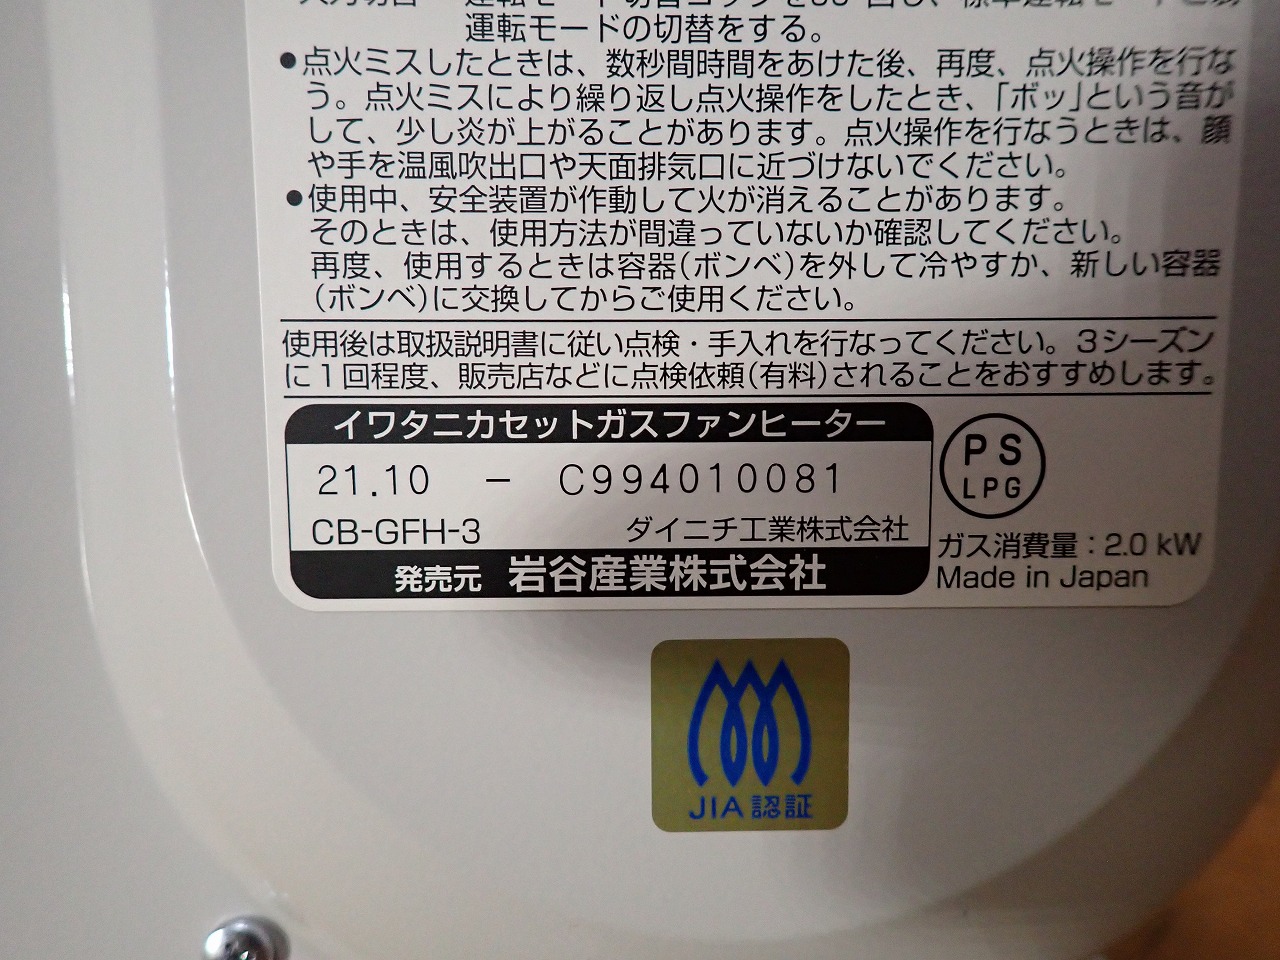 運転モードの切替をする。
●点火ミスしたときは、数秒間時間をあけた後、再度、点火操作を行な
う。点火ミスにより繰り返し点火操作をしたとき、「ボッ」という音が
して、少し炎が上がることがあります。点火操作を行なうときは、顔
や手を温風吹出口や天面排気口に近づけないでください。
●使用中、安全装置が作動して火が消えることがあります。
そのときは、使用方法が間違っていないか確認してください。
再度、使用するときは容器(ボンベ)を外して冷やすか、新しい容器
(ボンベ)に交換してからご使用ください。
使用後は取扱説明書に従い点検・手入れを行なってください。3シーズン
に1回程度、販売店などに点検依頼(有料)されることをおすすめします。
イワタニカセットガスファンヒーター
21.10 － C994010081
CB-GFH-3 ダイニチ工業株式会社
発売元 岩谷産業株式会社
PS
LPG
ガス消費量：2.0 kW
Made in Japan
JIA 認証